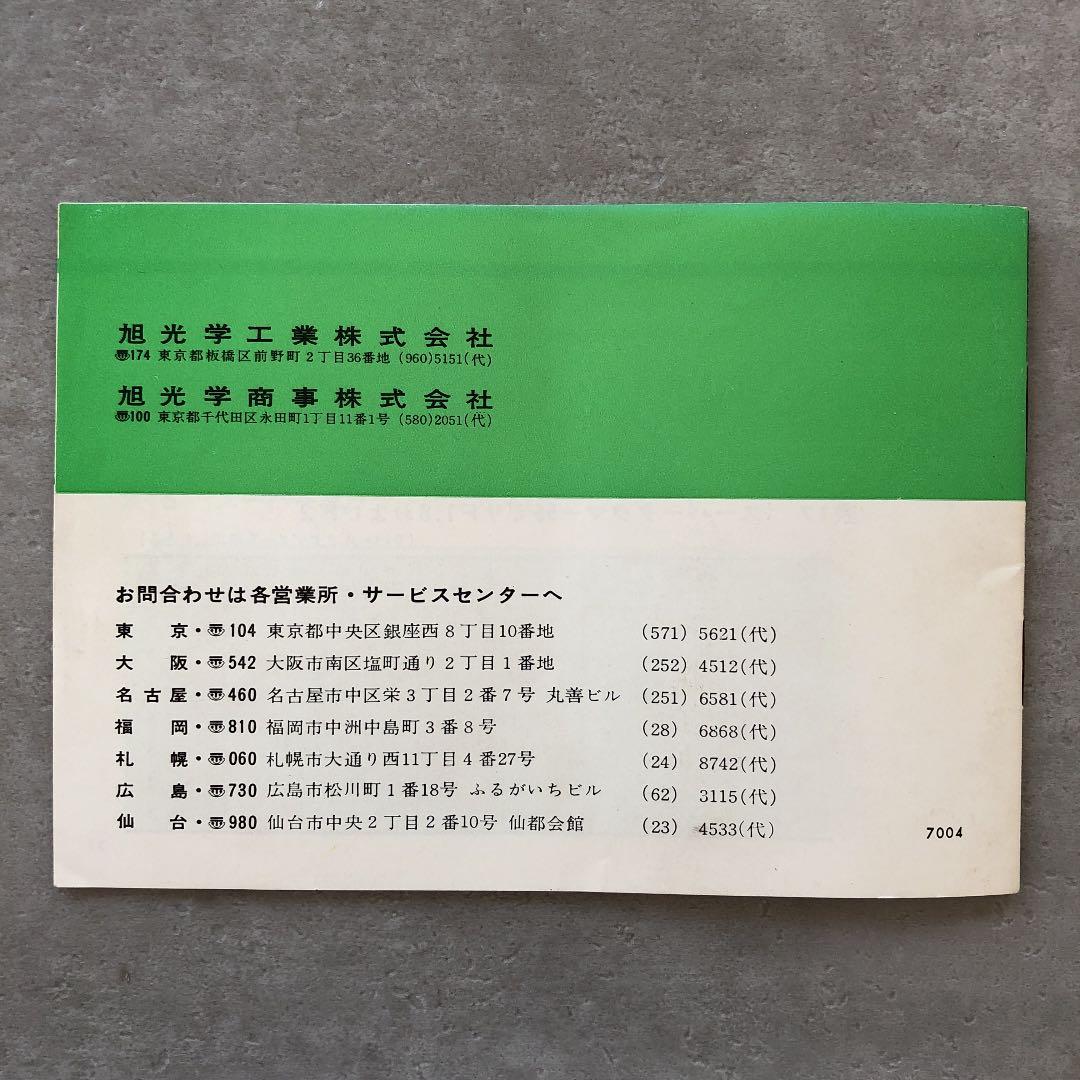 旭光学工業株式会社
〠174 東京都板橋区前野町2丁目36番地 (960)5151(代)
旭光学商事株式会社
〠100 東京都千代田区永田町1丁目11番1号 (580)2051(代)
お問合わせは各営業所・サービスセンターへ
東京・〠104 東京都中央区銀座西8丁目10番地 (571) 5621(代)
大阪・〠542 大阪市南区塩町通り2丁目1番地 (252) 4512(代)
名古屋・〠460 名古屋市中区栄3丁目2番7号 丸善ビル (251) 6581(代)
福岡・〠810 福岡市中洲中島町3番8号 (28) 6868(代)
札幌・〠060 札幌市大通り西11丁目4番27号 (24) 8742(代)
広島・〠730 広島市松川町1番18号 ふるがいちビル (62) 3115(代)
仙台・〠980 仙台市中央2丁目2番10号 仙都会館 (23) 4533(代)
7004